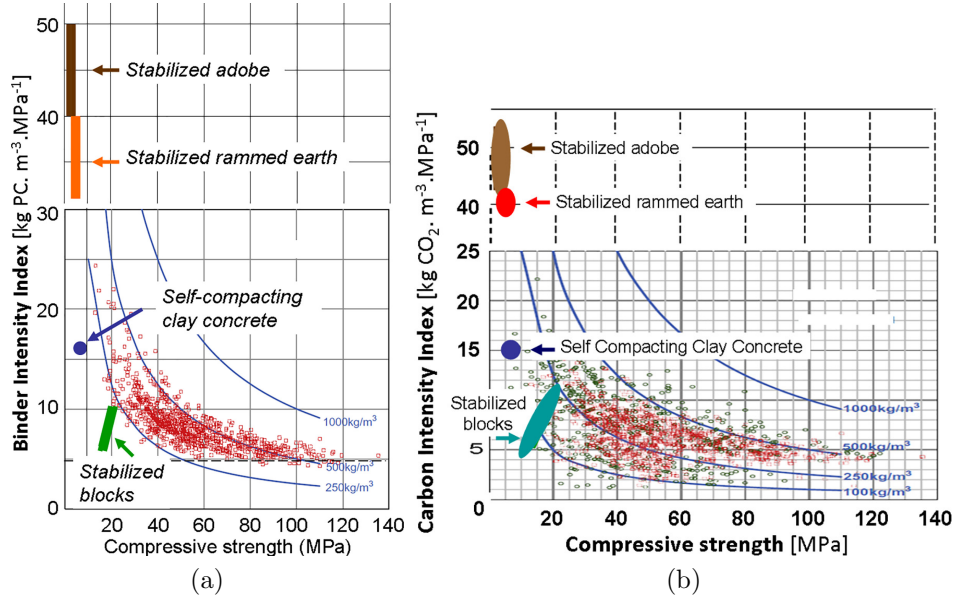 Binder Intensity Index [kg PC. m⁻³.MPa⁻¹]
50
40
30
20
10
0
Stabilized adobe
Stabilized rammed earth
Self-compacting
clay concrete
Stabilized
blocks
1000kg/m³
500kg/m³
250kg/m³
20 40 60 80 100 120 140
Compressive strength (MPa)
(a)
Carbon Intensity Index [kg CO₂. m⁻³.MPa⁻¹]
50
40
25
20
15
10
5
0
Stabilized adobe
Stabilized rammed earth
Self Compacting Clay Concrete
Stabilized
blocks
1000kg/m³
500kg/m³
250kg/m³
100kg/m³
20 40 60 80 100 120 140
Compressive strength [MPa]
(b)